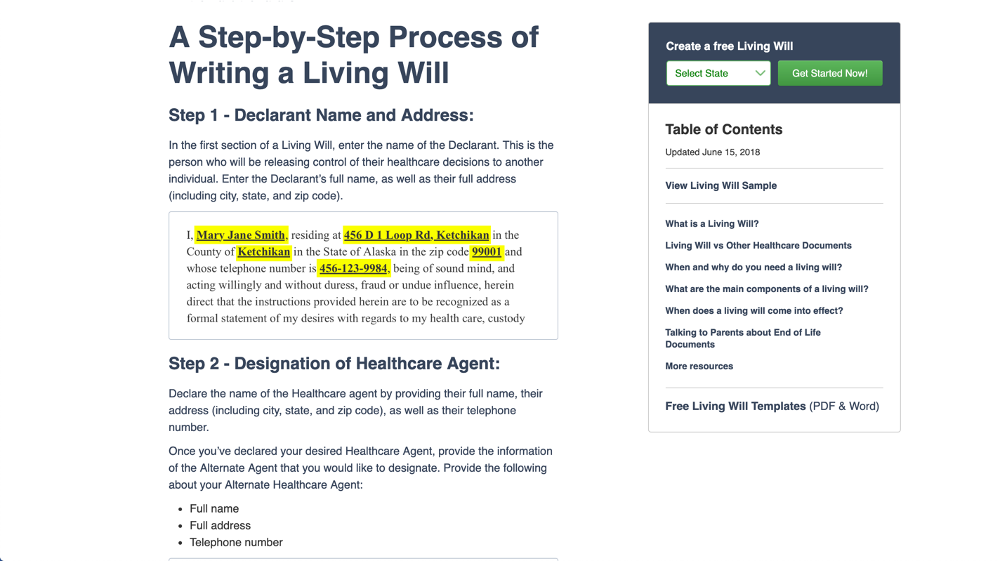 A Step-by-Step Process of
Writing a Living Will
Step 1 - Declarant Name and Address:
In the first section of a Living Will, enter the name of the Declarant. This is the
person who will be releasing control of their healthcare decisions to another
individual. Enter the Declarant’s full name, as well as their full address
(including city, state, and zip code).
I, Mary Jane Smith, residing at 456 D 1 Loop Rd, Ketchikan in the
County of Ketchikan in the State of Alaska in the zip code 99001 and
whose telephone number is 456-123-9984, being of sound mind, and
acting willingly and without duress, fraud or undue influence, herein
direct that the instructions provided herein are to be recognized as a
formal statement of my desires with regards to my health care, custody
Step 2 - Designation of Healthcare Agent:
Declare the name of the Healthcare agent by providing their full name, their
address (including city, state, and zip code), as well as their telephone
number.
Once you’ve declared your desired Healthcare Agent, provide the information
of the Alternate Agent that you would like to designate. Provide the following
about your Alternate Healthcare Agent:
• Full name
• Full address
• Telephone number
Create a free Living Will
Select State
Get Started Now!
Table of Contents
Updated June 15, 2018
View Living Will Sample
What is a Living Will?
Living Will vs Other Healthcare Documents
When and why do you need a living will?
What are the main components of a living will?
When does a living will come into effect?
Talking to Parents about End of Life
Documents
More resources
Free Living Will Templates (PDF & Word)